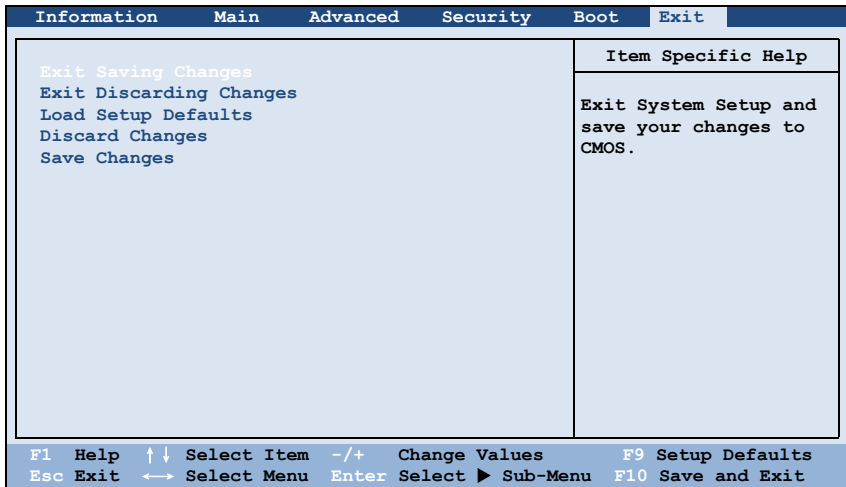 Information Main Advanced Security Boot Exit
Exit Saving Changes
Exit Discarding Changes
Load Setup Defaults
Discard Changes
Save Changes
Item Specific Help
Exit System Setup and
save your changes to
CMOS.
F1 Help ↑↓ Select Item -/+ Change Values F9 Setup Defaults
Esc Exit ←→ Select Menu Enter Select ▶ Sub-Menu F10 Save and Exit